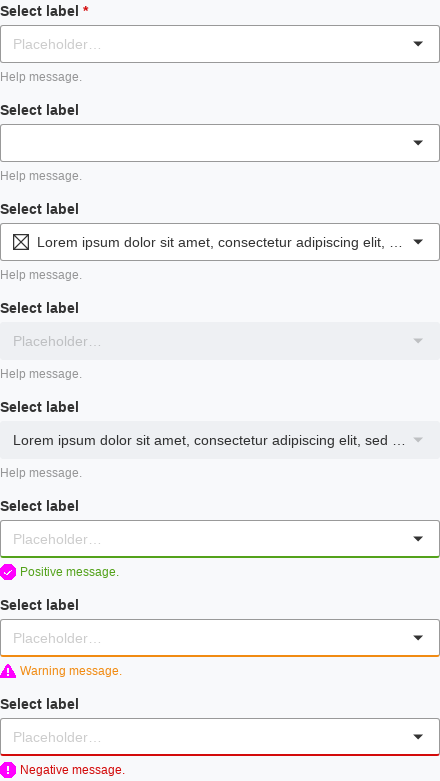 Select label *
Placeholder…
Help message.
Select label
Help message.
Select label
Lorem ipsum dolor sit amet, consectetur adipiscing elit, …
Help message.
Select label
Placeholder…
Help message.
Select label
Lorem ipsum dolor sit amet, consectetur adipiscing elit, sed …
Help message.
Select label
Placeholder…
Positive message.
Select label
Placeholder…
Warning message.
Select label
Placeholder…
Negative message.